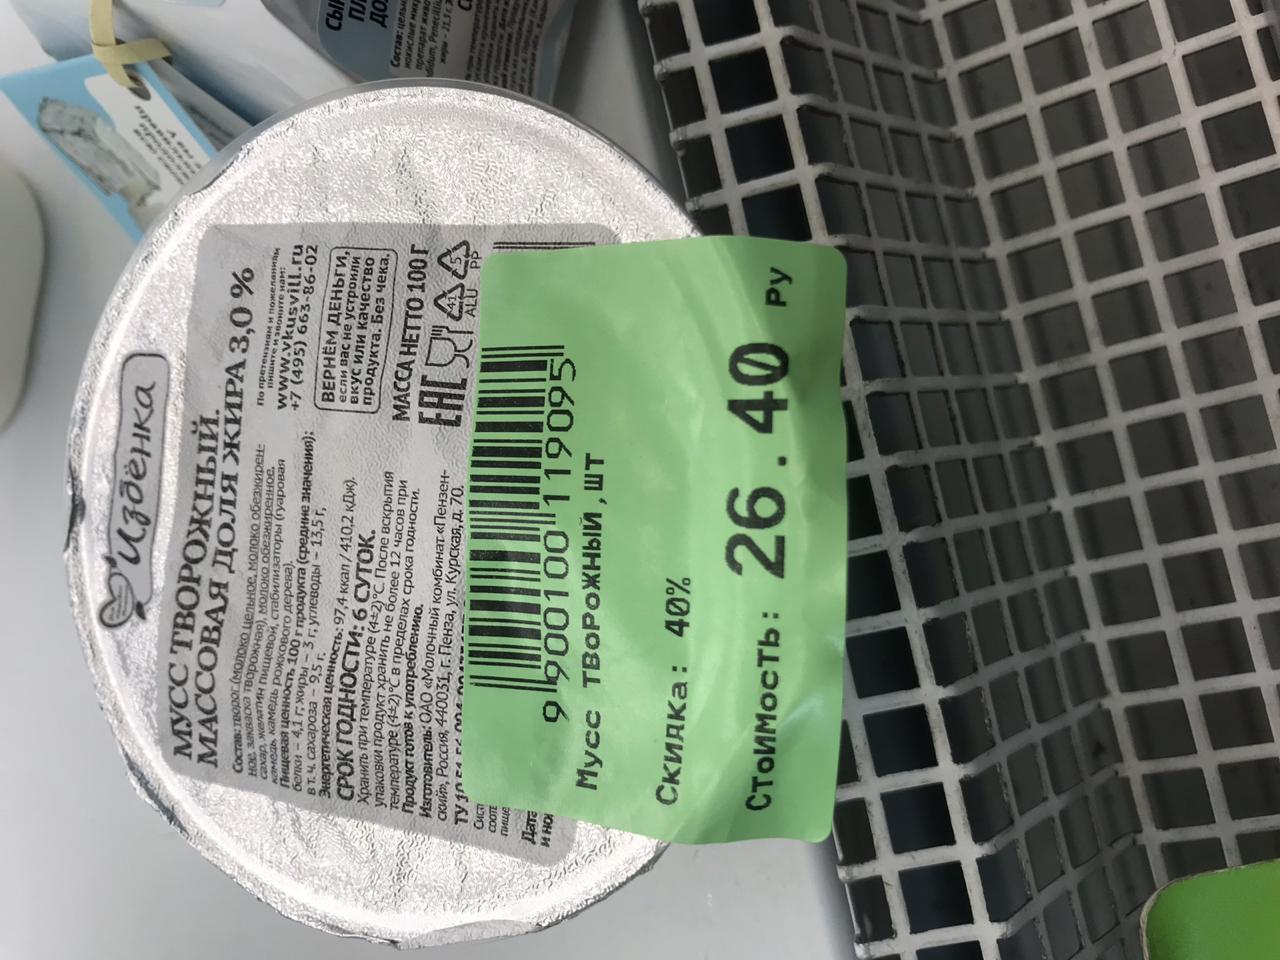 Избёнка
МУСС ТВОРОЖНЫЙ.
МАССОВАЯ ДОЛЯ ЖИРА 3,0 %
Состав: творог (молоко цельное, молоко обезжирен-
ное, закваска творожная), молоко обезжиренное,
сахар, желатин пищевой, стабилизаторы (гуаровая
камедь, камедь рожкового дерева).
Пищевая ценность 100 г продукта (средние значения):
белки – 4,1 г; жиры – 3 г; углеводы – 13,5 г,
в т. ч. сахароза – 9,5 г.
Энергетическая ценность: 97,4 ккал / 410,2 кДж.
СРОК ГОДНОСТИ: 6 СУТОК.
Хранить при температуре (4±2)°С. После вскрытия
упаковки продукт хранить не более 12 часов при
температуре (4±2)°С в пределах срока годности.
Продукт готов к употреблению.
Изготовитель: ОАО «Молочный комбинат «Пензен-
ский», Россия, 440031, г. Пенза, ул. Курская, д. 70.
По претензиям и пожеланиям
пишите и звоните нам:
www.vkusvill.ru
+7 (495) 663-86-02
ВЕРНЁМ ДЕНЬГИ,
если вас не устроили
вкус или качество
продукта. Без чека.
МАССА НЕТТО 100 Г
EAC
41
ALU
5
PP
9900100119095
Мусс творожный,шт
Скидка: 40%
Стоимость: 26.40 Ру